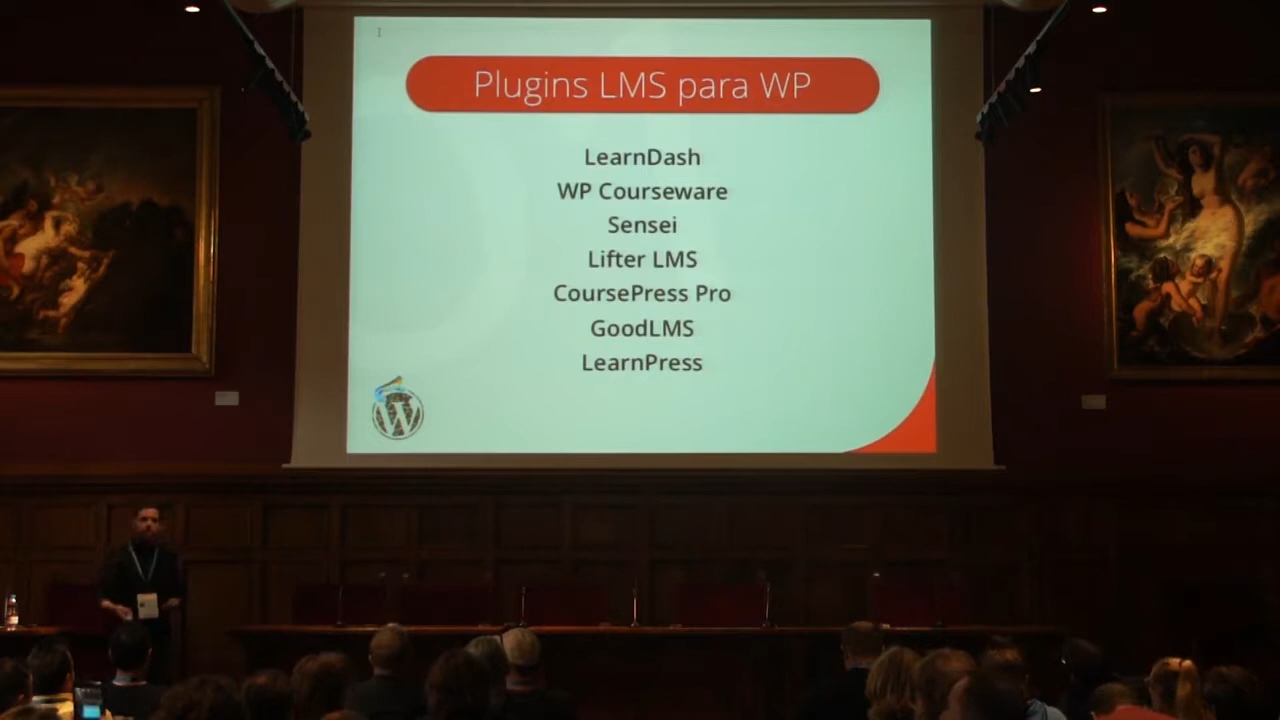 Plugins LMS para WP
LearnDash
WP Courseware
Sensei
Lifter LMS
CoursePress Pro
GoodLMS
LearnPress
W